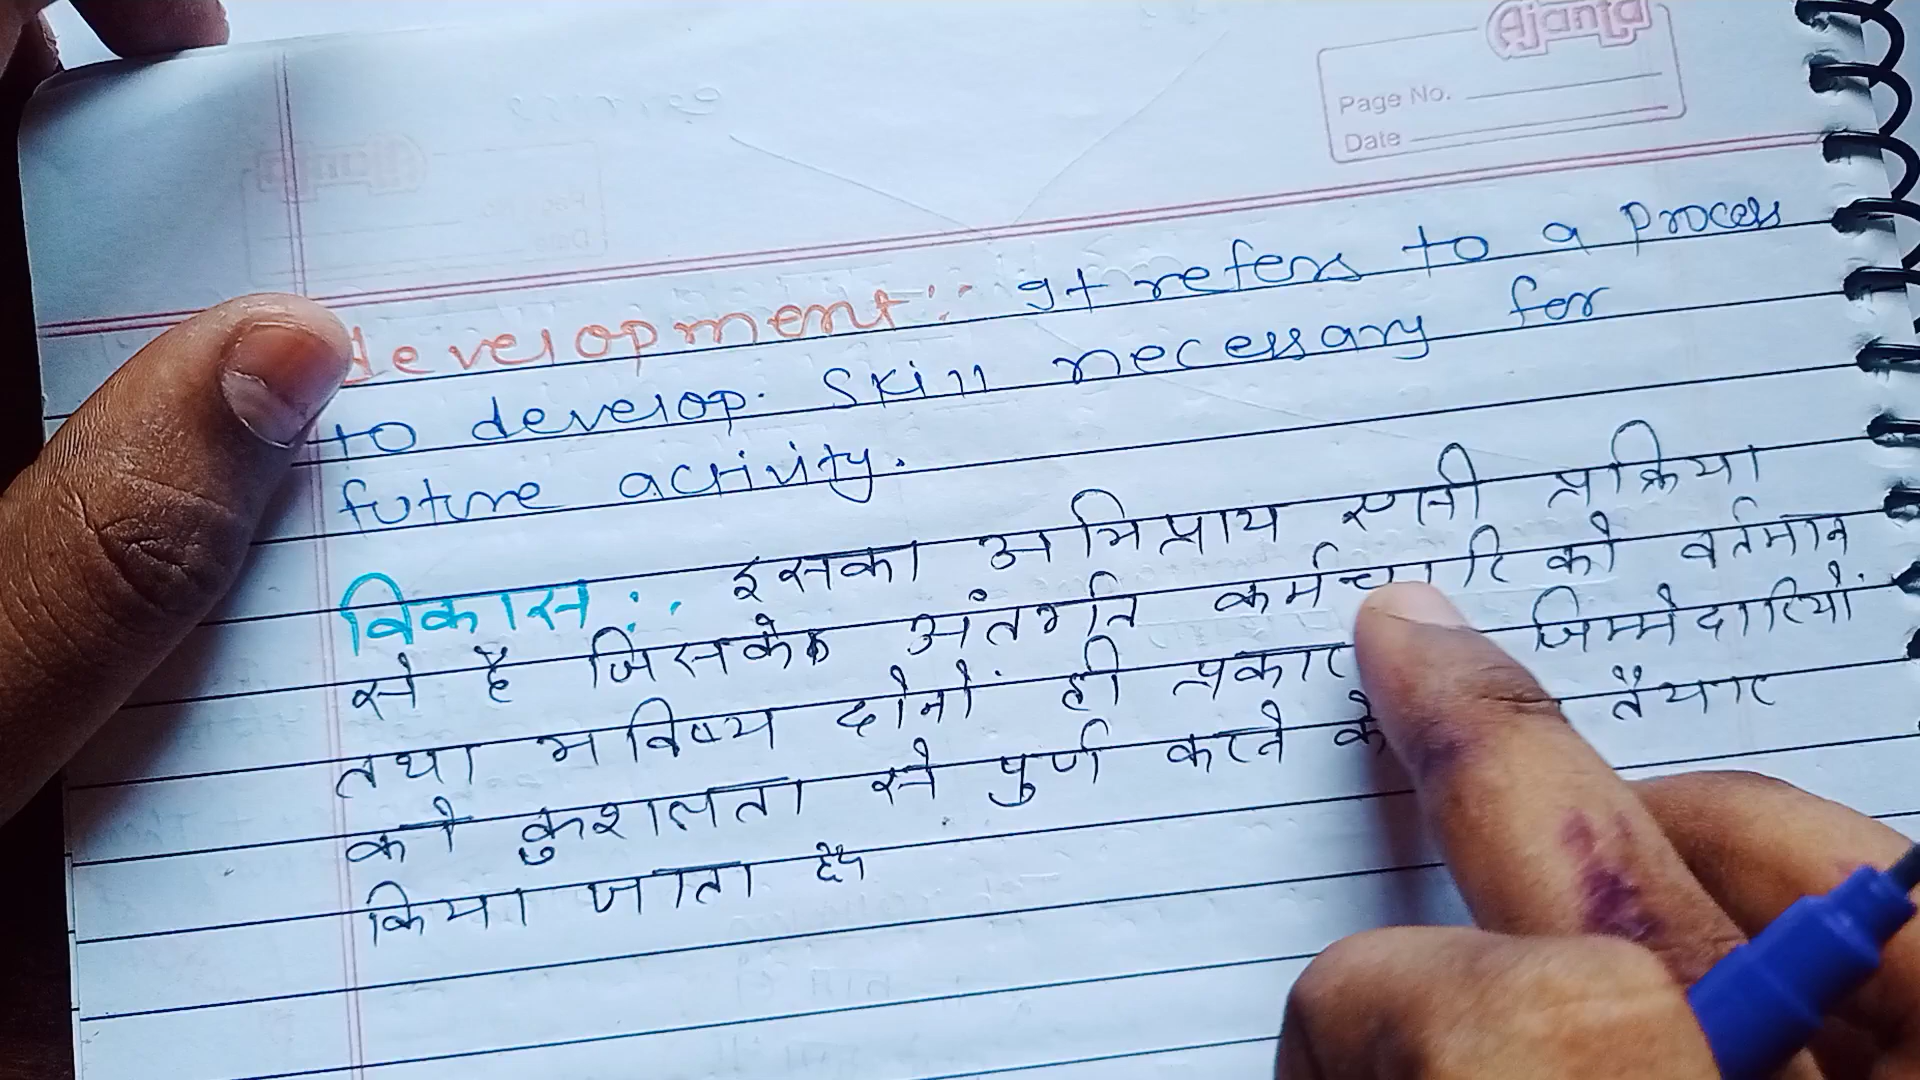 Ajanta
Page No.
Date
development :- It refers to a process
to develop. Skill necessary for
future activity.
विकास :- इसका अभिप्राय ऐसी प्रक्रिया
से है जिसके अंतर्गत कर्मचारि को वर्तमान
तथा भविष्य दोनों ही प्रकार जिम्मेदारियों
को कुशलता से पुर्ण करने के तैयार
किया जाता है